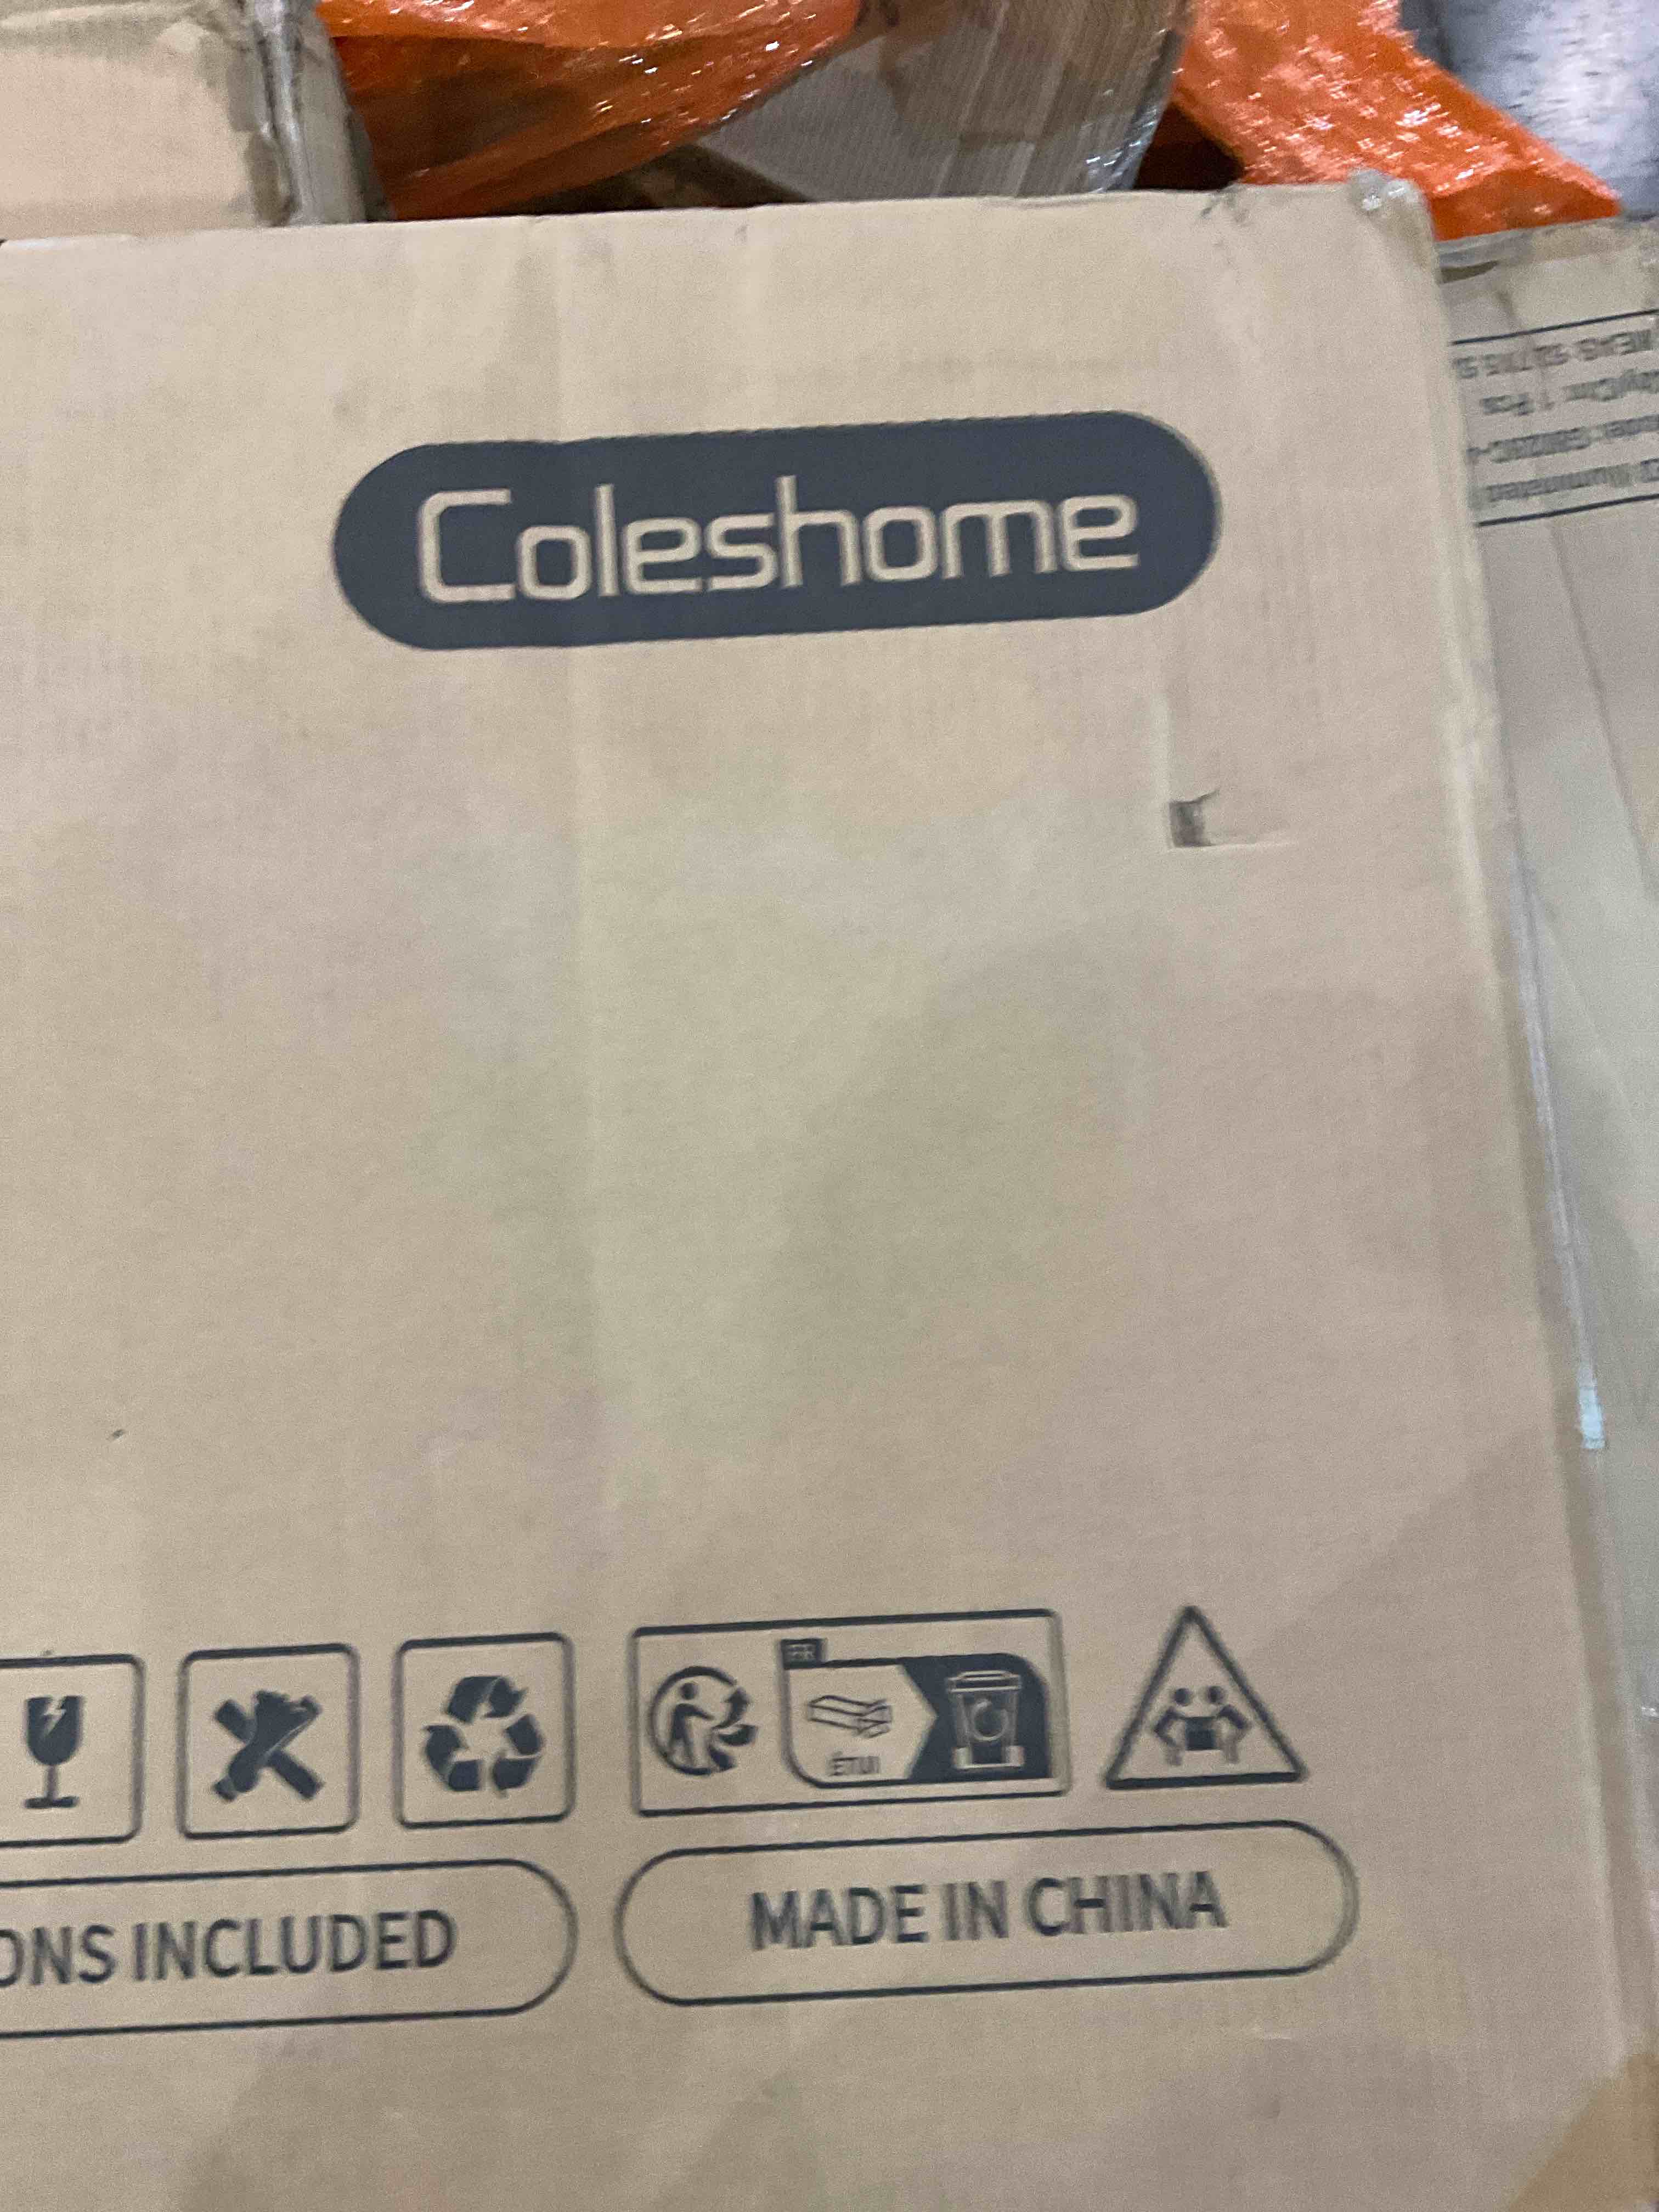 Coleshome
FR
ÉTUI
ONS INCLUDED
MADE IN CHINA